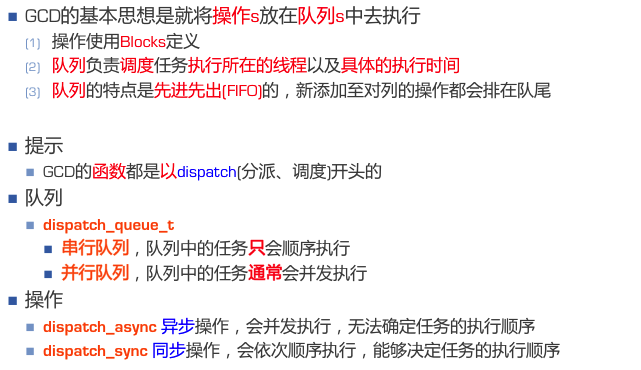 GCD的基本思想是就将操作s放在队列s中去执行
(1) 操作使用Blocks定义
(2) 队列负责调度任务执行所在的线程以及具体的执行时间
(3) 队列的特点是先进先出(FIFO)的，新添加至对列的操作都会排在队尾
提示
GCD的函数都是以dispatch(分派、调度)开头的
队列
dispatch_queue_t
串行队列，队列中的任务只会顺序执行
并行队列，队列中的任务通常会并发执行
操作
dispatch_async 异步操作，会并发执行，无法确定任务的执行顺序
dispatch_sync 同步操作，会依次顺序执行，能够决定任务的执行顺序